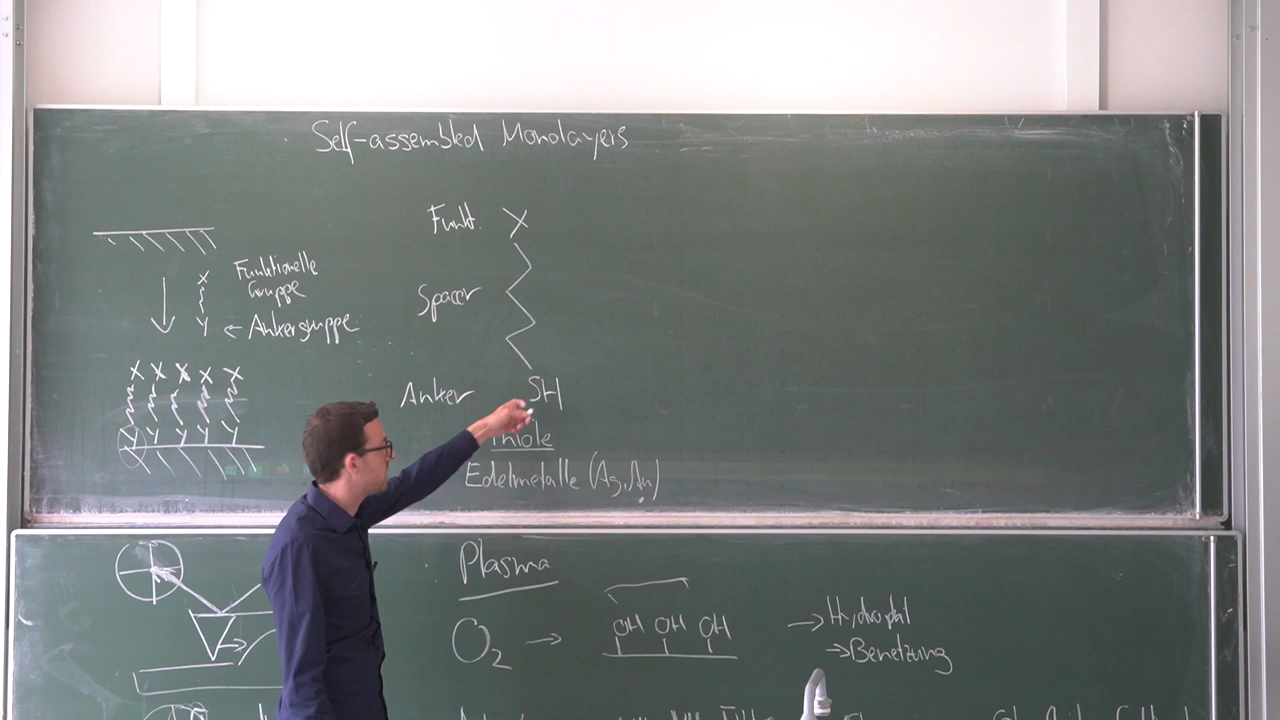 Self-assembled Monolayers
Funktionelle
Gruppe
X
Y ← Ankergruppe
X X X X X
Y Y Y Y Y
Funkt. X
Spacer
Anker SH
Thiole
Edelmetalle (Ag, Au)
Plasma
O2 → OH OH OH → Hydrophil
→ Benetzung